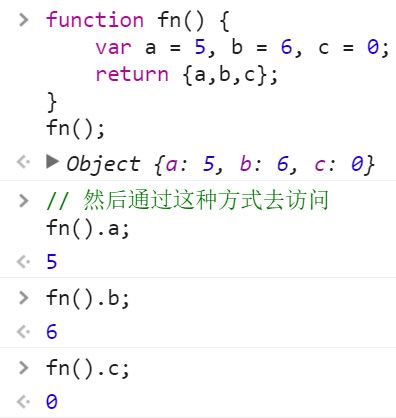 function fn() {
    var a = 5, b = 6, c = 0;
    return {a,b,c};
}
fn();
Object {a: 5, b: 6, c: 0}
// 然后通过这种方式去访问
fn().a;
5
fn().b;
6
fn().c;
0